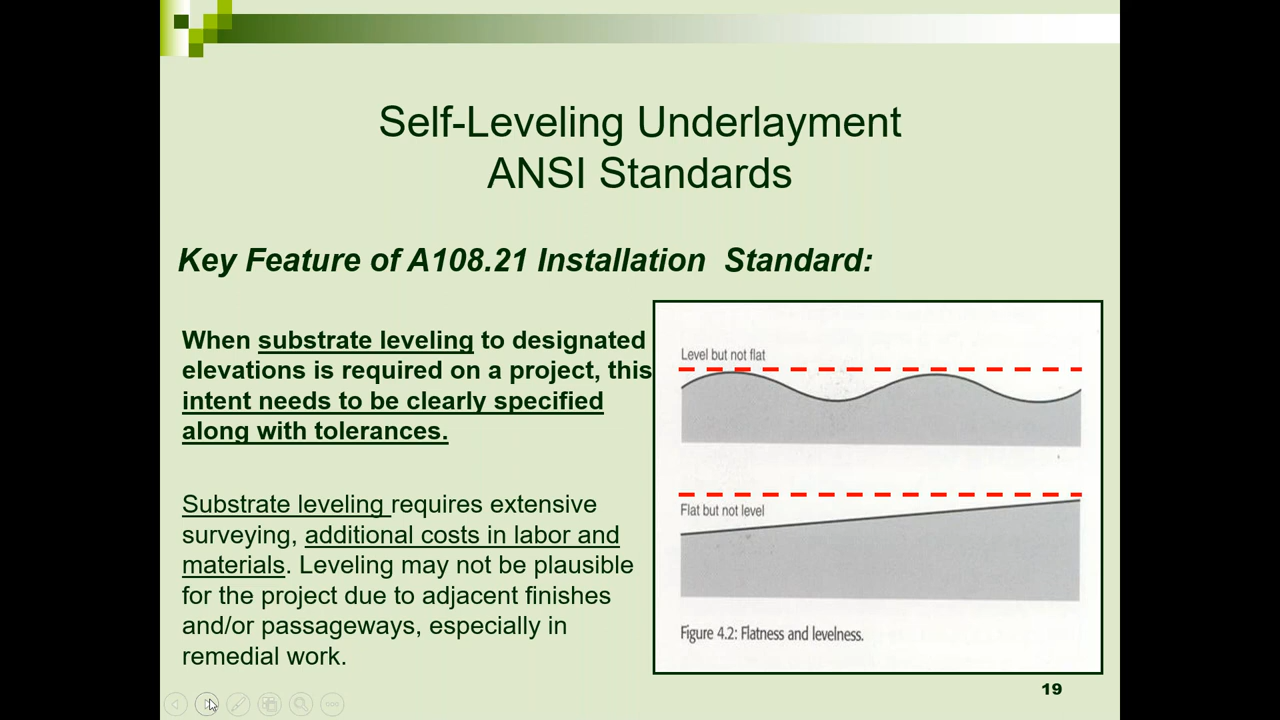 Self-Leveling Underlayment
ANSI Standards
Key Feature of A108.21 Installation  Standard:
When substrate leveling to designated
elevations is required on a project, this
intent needs to be clearly specified
along with tolerances.
Substrate leveling requires extensive
surveying, additional costs in labor and
materials. Leveling may not be plausible
for the project due to adjacent finishes
and/or passageways, especially in
remedial work.
Level but not flat
Flat but not level
Figure 4.2: Flatness and levelness.
19